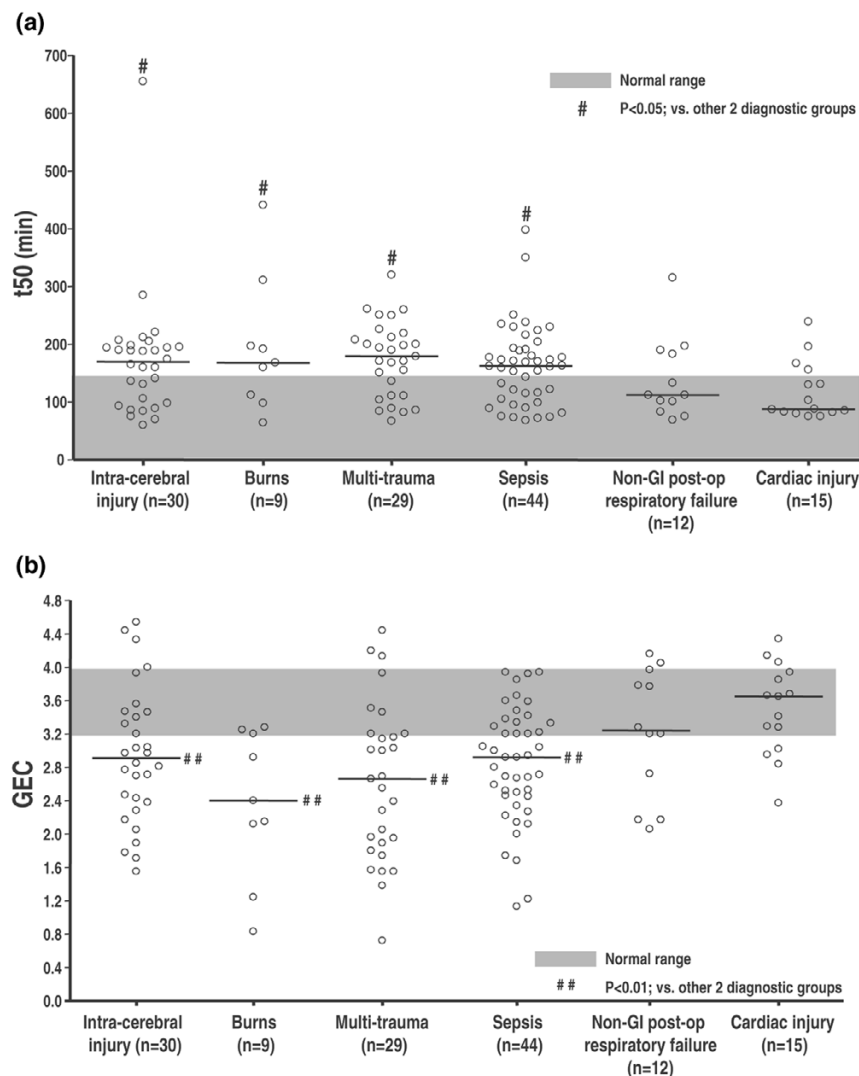 (a)
700
600
500
400
300
200
100
0
t50 (min)
Normal range
# P<0.05; vs. other 2 diagnostic groups
#
#
#
#
Intra-cerebral injury (n=30)
Burns (n=9)
Multi-trauma (n=29)
Sepsis (n=44)
Non-GI post-op respiratory failure (n=12)
Cardiac injury (n=15)
(b)
4.8
4.4
4.0
3.6
3.2
2.8
2.4
2.0
1.6
1.2
0.8
0.4
0.0
GEC
# #
# #
# #
# #
Normal range
# # P<0.01; vs. other 2 diagnostic groups
Intra-cerebral injury (n=30)
Burns (n=9)
Multi-trauma (n=29)
Sepsis (n=44)
Non-GI post-op respiratory failure (n=12)
Cardiac injury (n=15)